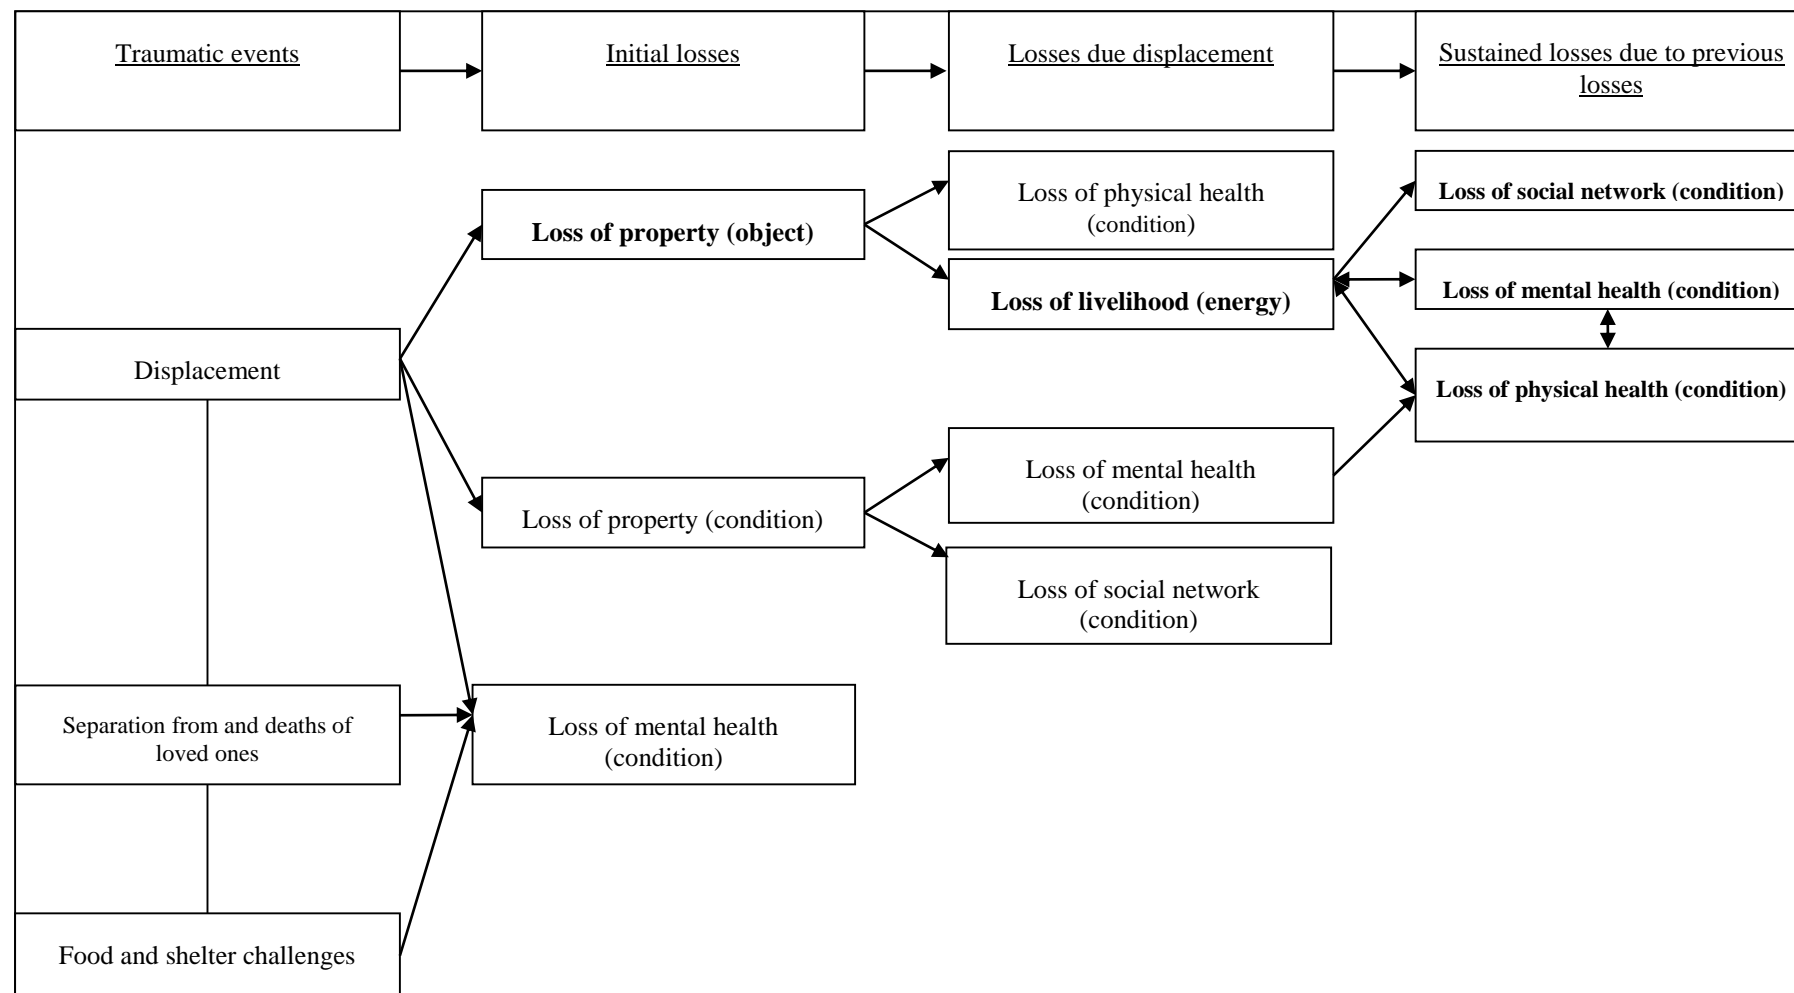 Traumatic events
Initial losses
Losses due displacement
Sustained losses due to previous
losses
Loss of physical health
(condition)
Loss of social network (condition)
Loss of property (object)
Loss of livelihood (energy)
Loss of mental health (condition)
Displacement
Loss of physical health (condition)
Loss of property (condition)
Loss of mental health
(condition)
Loss of social network
(condition)
Separation from and deaths of
loved ones
Loss of mental health
(condition)
Food and shelter challenges